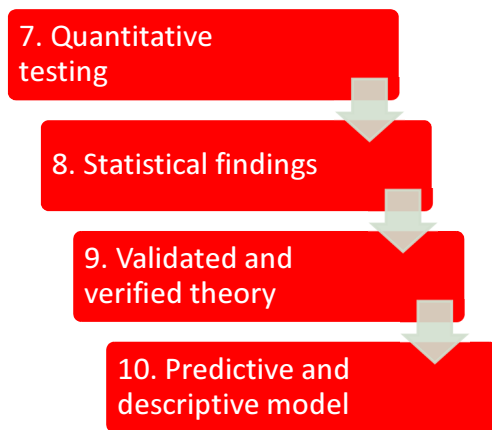 7. Quantitative
testing
8. Statistical findings
9. Validated and
verified theory
10. Predictive and
descriptive model